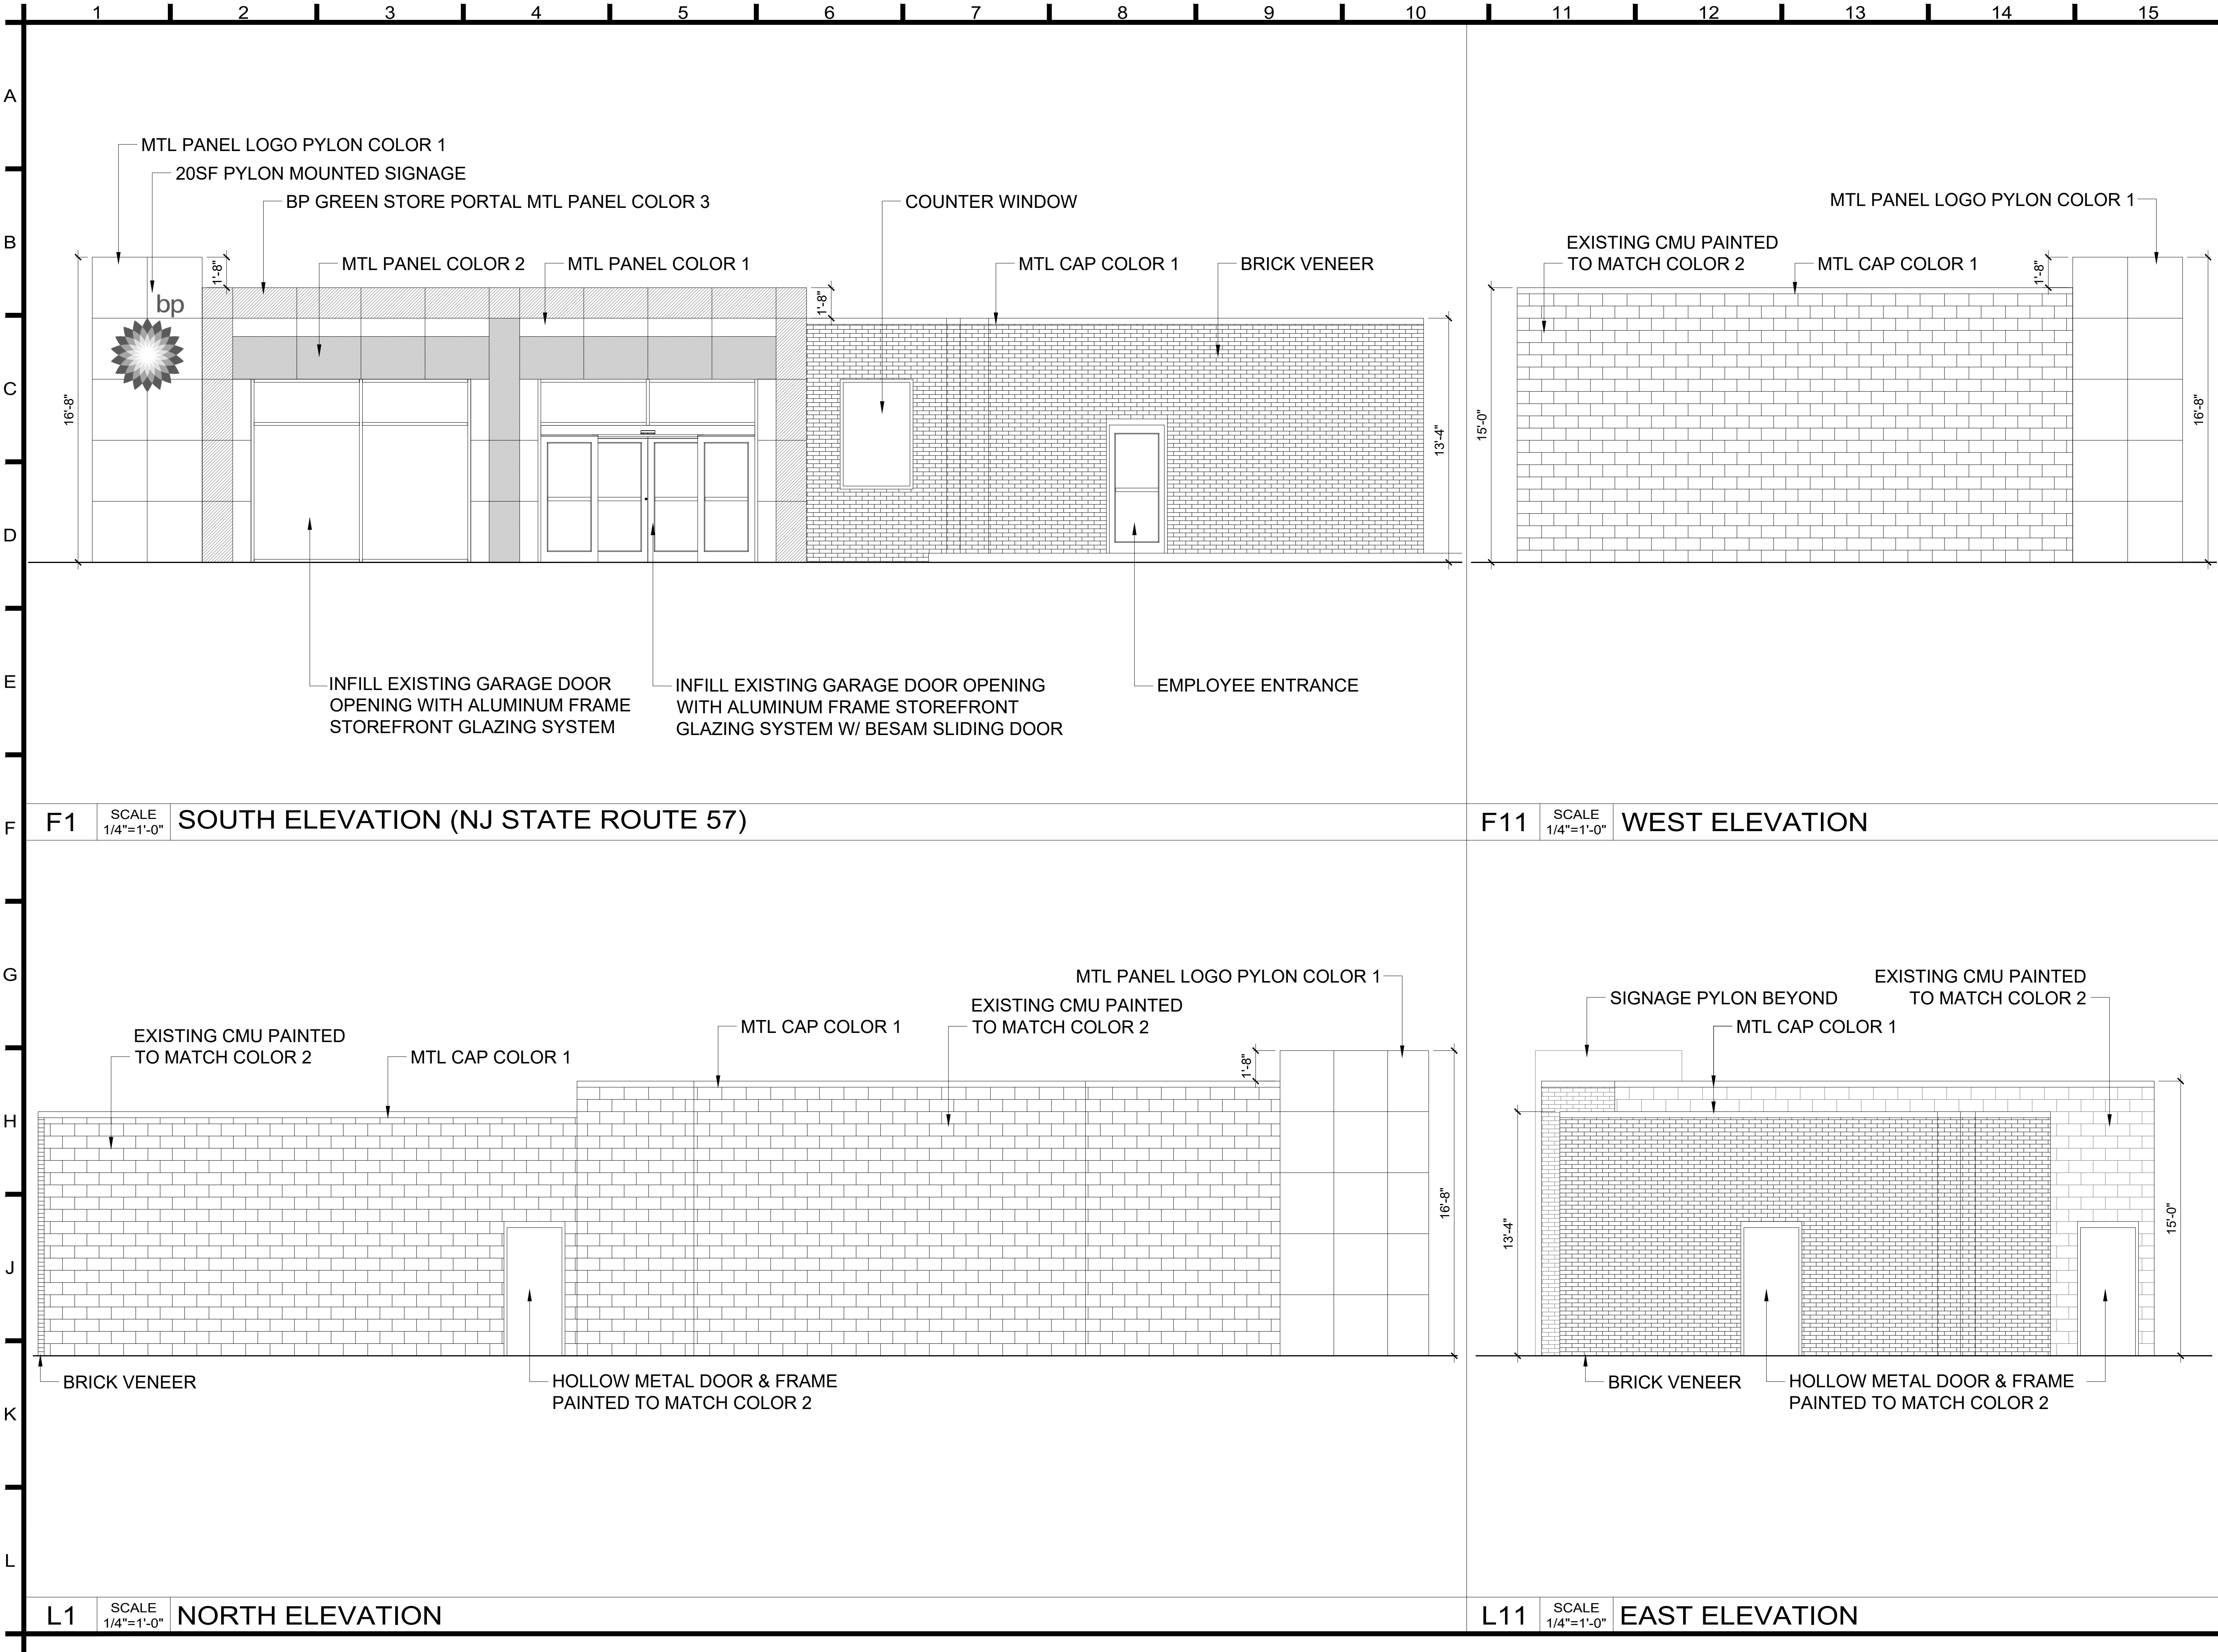 1 2 3 4 5 6 7 8 9 10 11 12 13 14 15
A
B
C
D
E
F
G
H
J
K
L
MTL PANEL LOGO PYLON COLOR 1
20SF PYLON MOUNTED SIGNAGE
BP GREEN STORE PORTAL MTL PANEL COLOR 3
COUNTER WINDOW
MTL PANEL COLOR 2
MTL PANEL COLOR 1
MTL CAP COLOR 1
BRICK VENEER
1'-8"
1'-8"
bp
16'-8"
13'-4"
INFILL EXISTING GARAGE DOOR
OPENING WITH ALUMINUM FRAME
STOREFRONT GLAZING SYSTEM
INFILL EXISTING GARAGE DOOR OPENING
WITH ALUMINUM FRAME STOREFRONT
GLAZING SYSTEM W/ BESAM SLIDING DOOR
EMPLOYEE ENTRANCE
F1
SCALE
1/4"=1'-0"
SOUTH ELEVATION (NJ STATE ROUTE 57)
MTL PANEL LOGO PYLON COLOR 1
EXISTING CMU PAINTED
TO MATCH COLOR 2
MTL CAP COLOR 1
1'-8"
15'-0"
16'-8"
F11
SCALE
1/4"=1'-0"
WEST ELEVATION
MTL PANEL LOGO PYLON COLOR 1
EXISTING CMU PAINTED
TO MATCH COLOR 2
MTL CAP COLOR 1
EXISTING CMU PAINTED
TO MATCH COLOR 2
MTL CAP COLOR 1
1'-8"
16'-8"
BRICK VENEER
HOLLOW METAL DOOR & FRAME
PAINTED TO MATCH COLOR 2
L1
SCALE
1/4"=1'-0"
NORTH ELEVATION
EXISTING CMU PAINTED
TO MATCH COLOR 2
SIGNAGE PYLON BEYOND
MTL CAP COLOR 1
13'-4"
15'-0"
BRICK VENEER
HOLLOW METAL DOOR & FRAME
PAINTED TO MATCH COLOR 2
L11
SCALE
1/4"=1'-0"
EAST ELEVATION